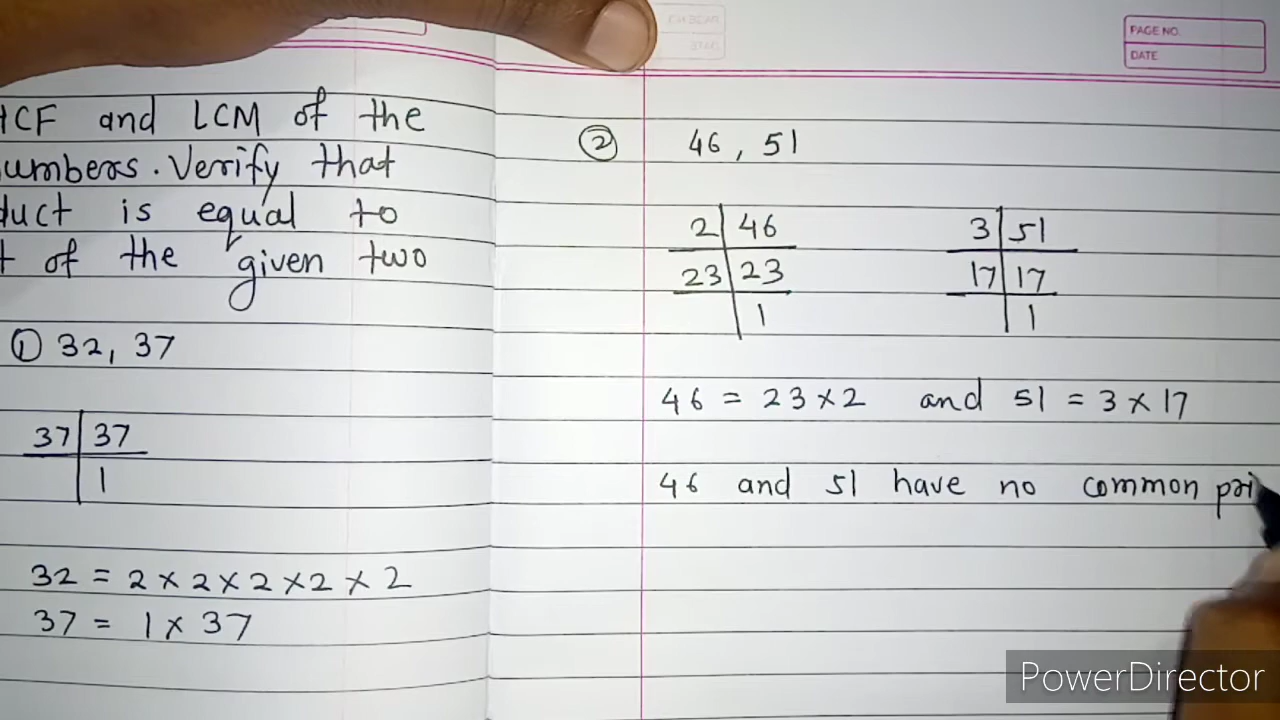 HCF and LCM of the
numbers. Verify that
duct is equal to
t of the given two
① 32, 37
37 | 37
1
32 = 2 × 2 × 2 × 2 × 2
37 = 1 × 37
PAGE NO.
DATE
② 46, 51
2 | 46
23 | 23
1
3 | 51
17 | 17
1
46 = 23 × 2 and 51 = 3 × 17
46 and 51 have no common pri
PowerDirector